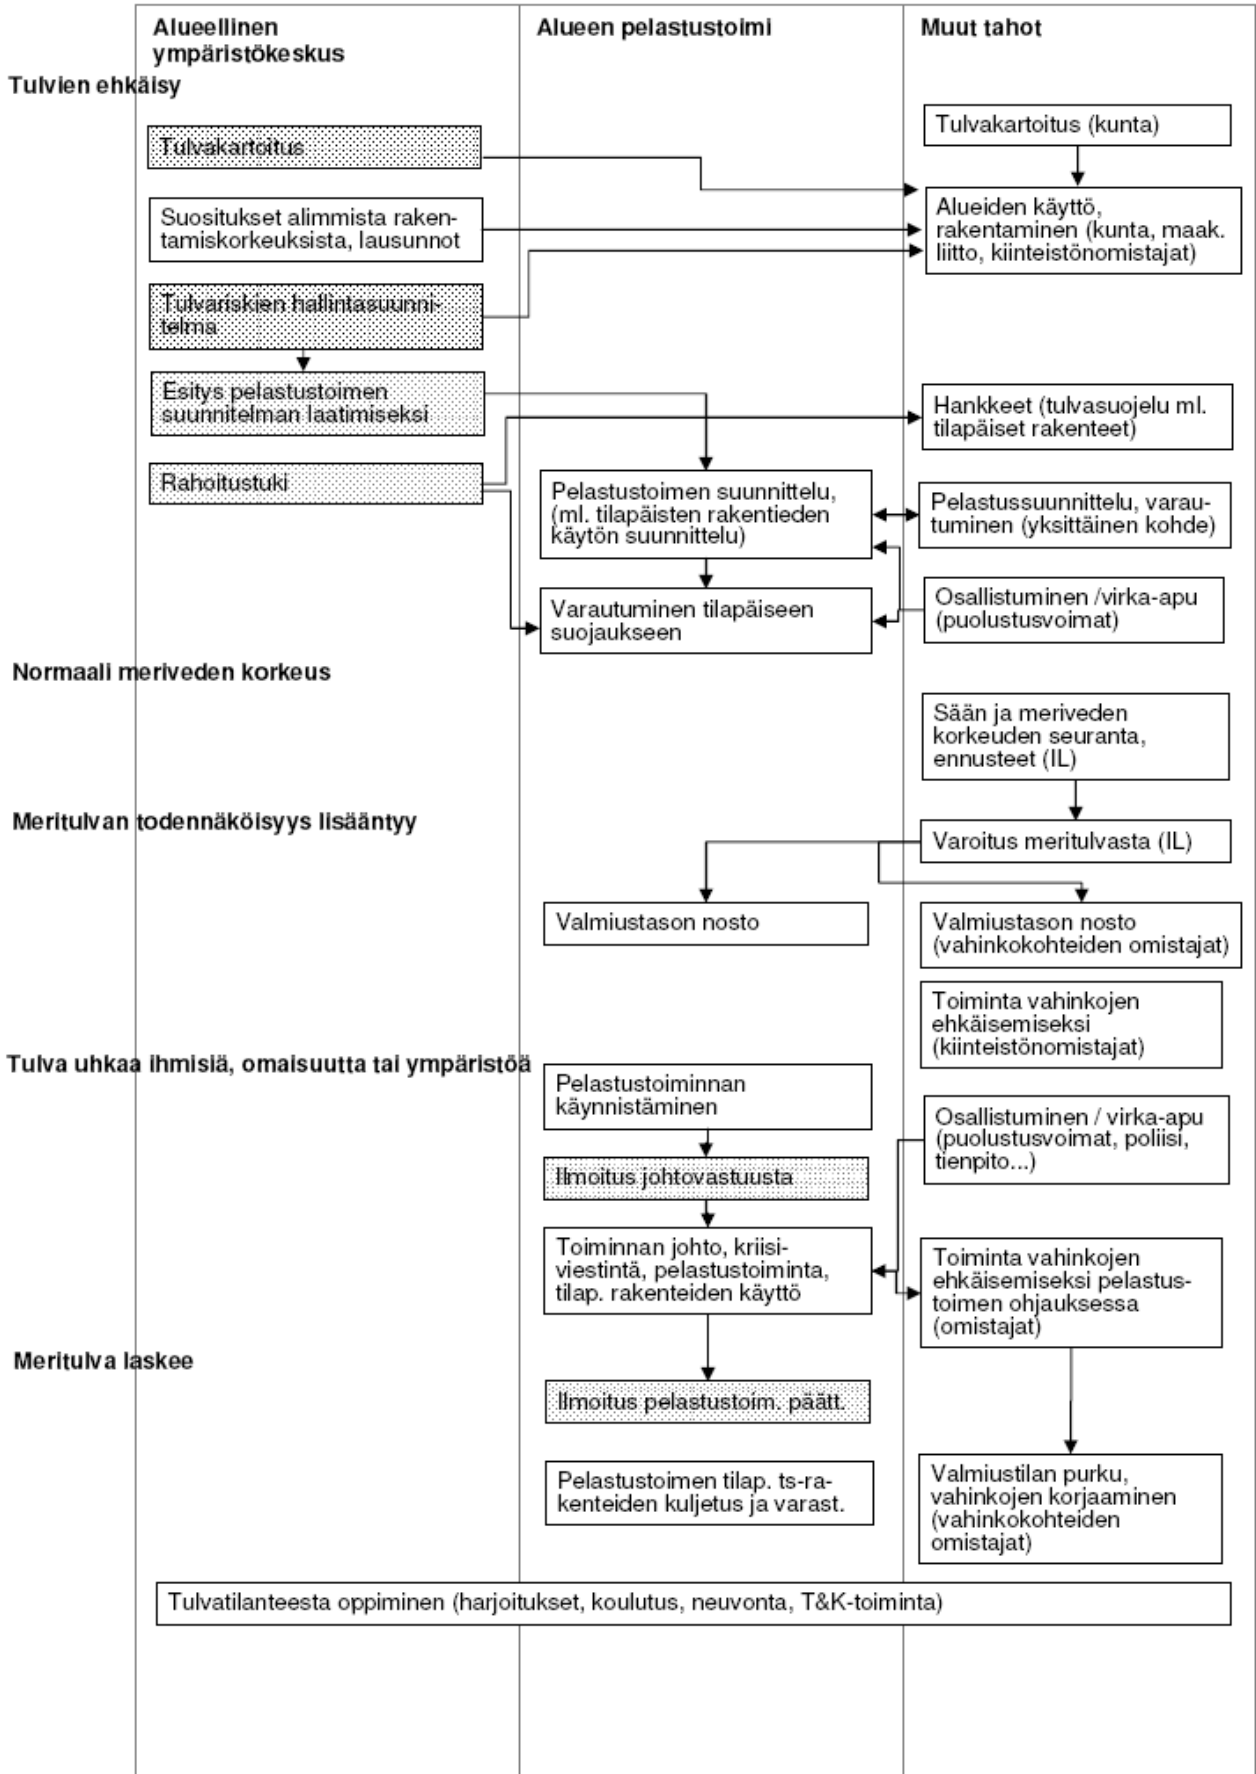 Alueellinen
ympäristökeskus
Alueen pelastustoimi
Muut tahot
Tulvien ehkäisy
Tulvakartoitus (kunta)
Tulvakartoitus
Suositukset alimmista raken-
tamiskorkeuksista, lausunnot
Alueiden käyttö,
rakentaminen (kunta, maak.
liitto, kiinteistönomistajat)
Tulvariskien hallintasuunni-
telma
Esitys pelastustoimen
suunnitelman laatimiseksi
Hankkeet (tulvasuojelu ml.
tilapäiset rakenteet)
Rahoitustuki
Pelastustoimen suunnittelu,
(ml. tilapäisten rakentieden
käytön suunnittelu)
Pelastussuunnittelu, varau-
tuminen (yksittäinen kohde)
Varautuminen tilapäiseen
suojaukseen
Osallistuminen /virka-apu
(puolustusvoimat)
Normaali meriveden korkeus
Sään ja meriveden
korkeuden seuranta,
ennusteet (IL)
Meritulvan todennäköisyys lisääntyy
Varoitus meritulvasta (IL)
Valmiustason nosto
Valmiustason nosto
(vahinkokohteiden omistajat)
Toiminta vahinkojen
ehkäisemiseksi
(kiinteistönomistajat)
Tulva uhkaa ihmisiä, omaisuutta tai ympäristöä
Pelastustoiminnan
käynnistäminen
Osallistuminen / virka-apu
(puolustusvoimat, poliisi,
tienpito...)
Ilmoitus johtovastuusta
Toiminnan johto, kriisi-
viestintä, pelastustoiminta,
tilap. rakenteiden käyttö
Toiminta vahinkojen
ehkäisemiseksi pelastus-
toimen ohjauksessa
(omistajat)
Meritulva laskee
Ilmoitus pelastustoim. päätt.
Pelastustoimen tilap. ts-ra-
kenteiden kuljetus ja varast.
Valmiustilan purku,
vahinkojen korjaaminen
(vahinkokohteiden
omistajat)
Tulvatilanteesta oppiminen (harjoitukset, koulutus, neuvonta, T&K-toiminta)